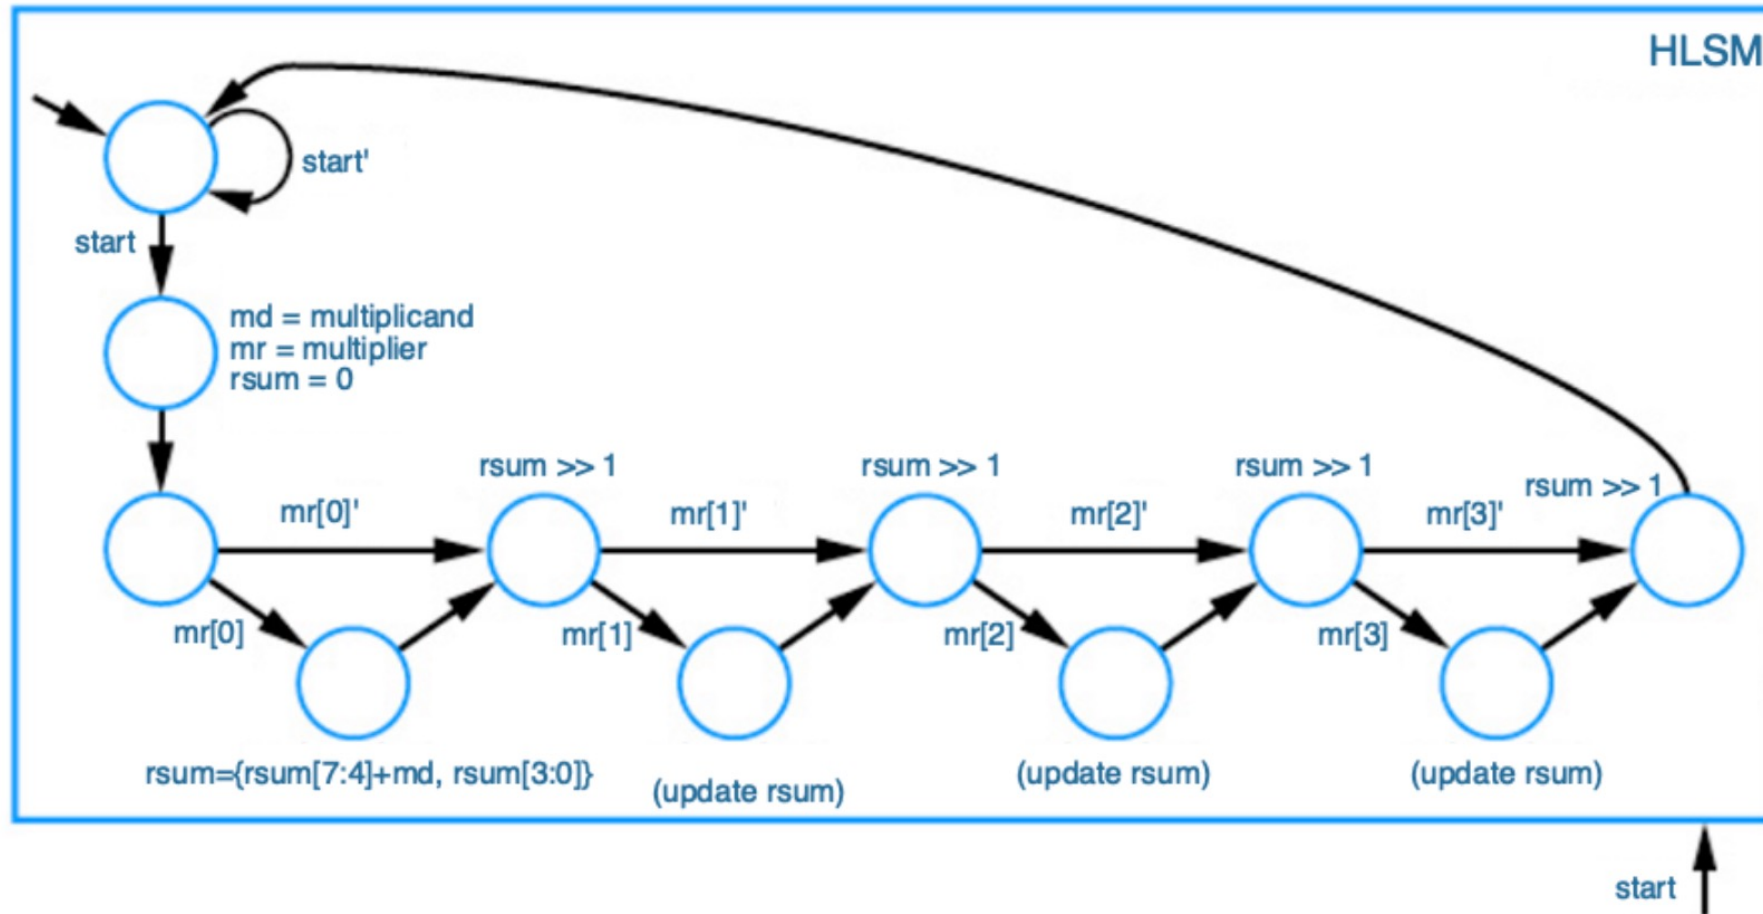 HLSM
start'
start
md = multiplicand
mr = multiplier
rsum = 0
rsum >> 1
rsum >> 1
rsum >> 1
rsum >> 1
mr[0]'
mr[1]'
mr[2]'
mr[3]'
mr[0]
mr[1]
mr[2]
mr[3]
rsum={rsum[7:4]+md, rsum[3:0]}
(update rsum)
(update rsum)
(update rsum)
start